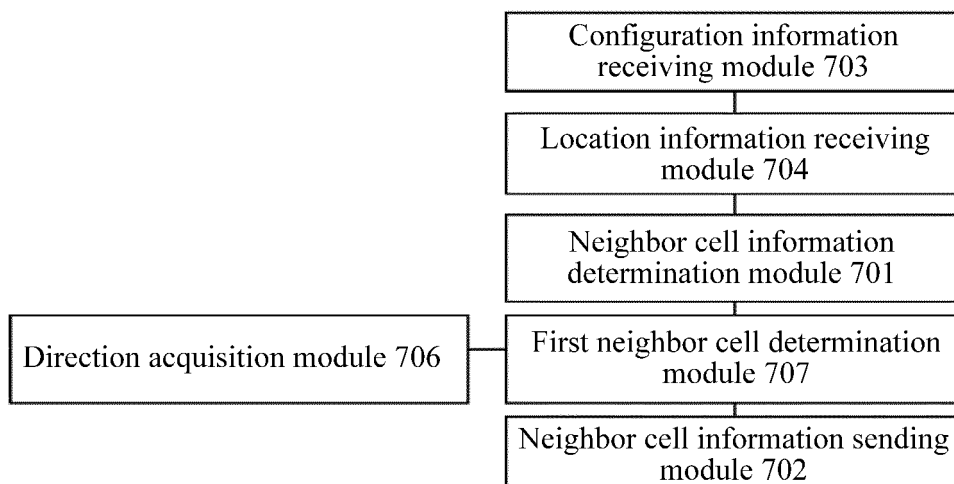 Configuration information
receiving module 703
Location information receiving
module 704
Neighbor cell information
determination module 701
Direction acquisition module 706
First neighbor cell determination
module 707
Neighbor cell information sending
module 702